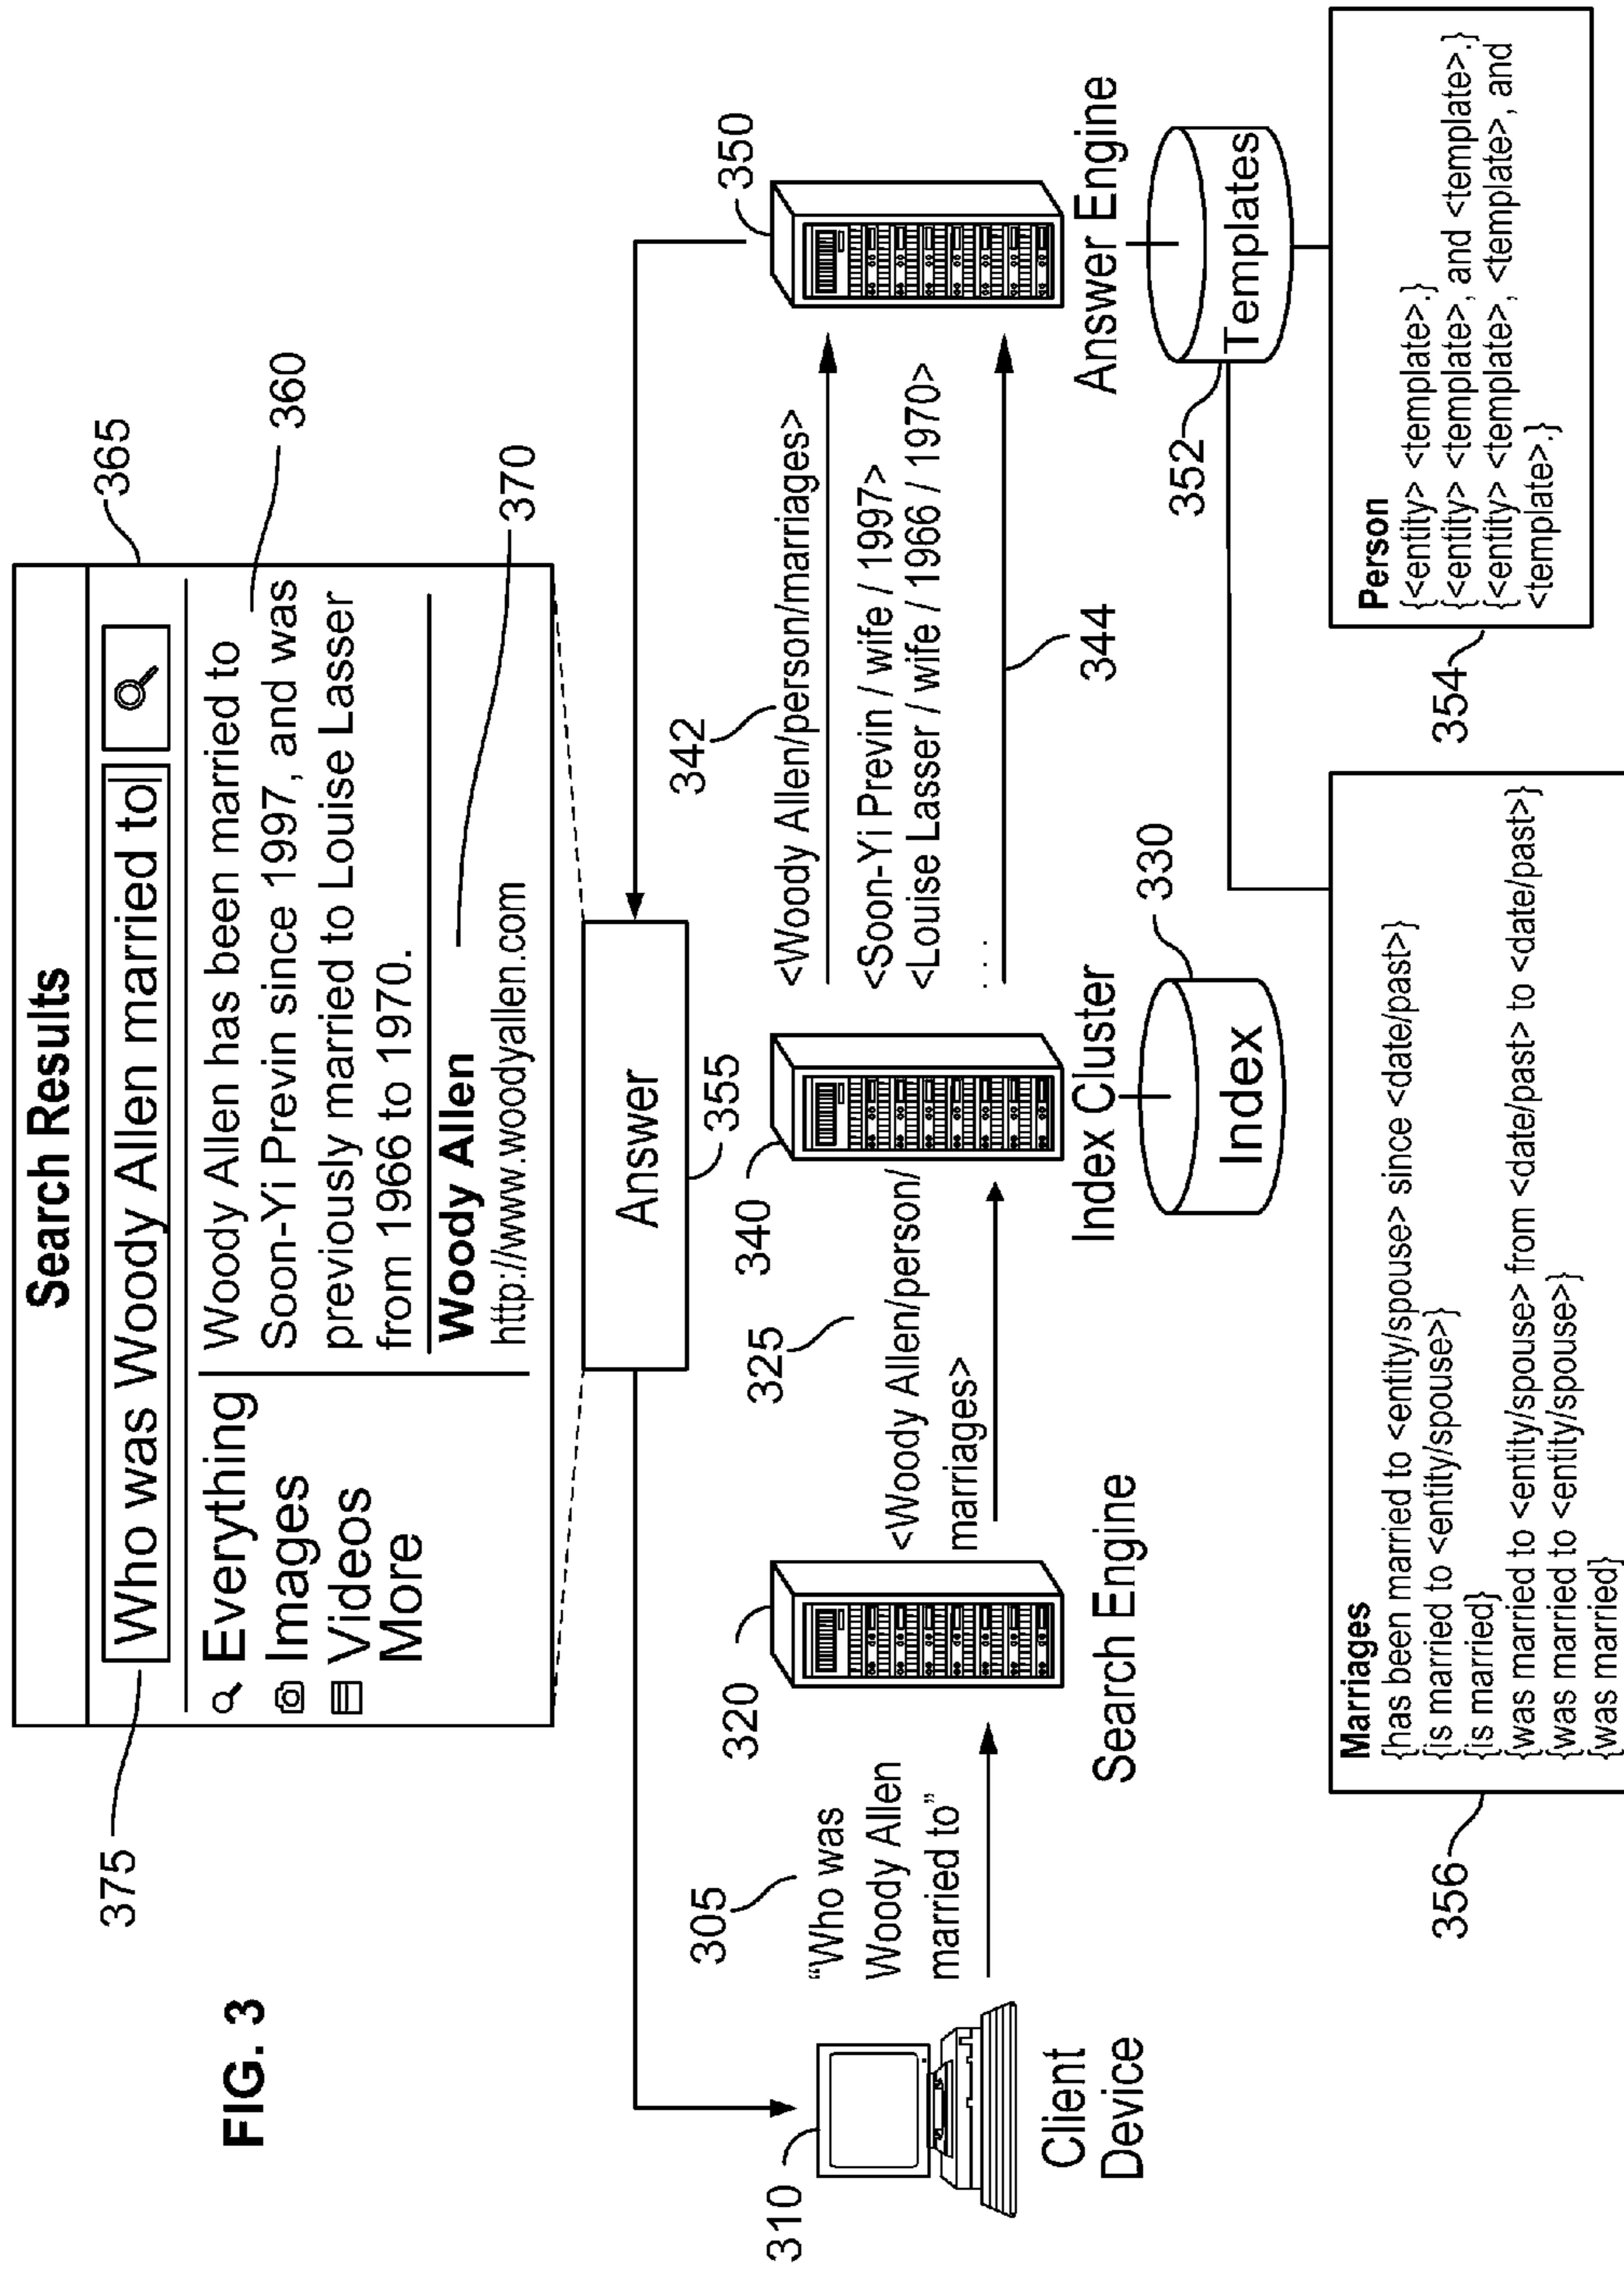 FIG. 3
Search Results
375
Who was Woody Allen married to
365
Everything
Images
Videos
More
Woody Allen has been married to
Soon-Yi Previn since 1997, and was
previously married to Louise Lasser
from 1966 to 1970.
360
Woody Allen
http://www.woodyallen.com
370
Answer
355
310
Client
Device
305
"Who was
Woody Allen
married to"
320
Search Engine
325
<Woody Allen/person/
marriages>
340
Index Cluster
330
Index
342
<Woody Allen/person/marriages>
<Soon-Yi Previn / wife / 1997>
<Louise Lasser / wife / 1966 / 1970>
. . .
344
350
Answer Engine
352
Templates
356
Marriages
{has been married to <entity/spouse> since <date/past>}
{is married to <entity/spouse>}
{is married}
{was married to <entity/spouse> from <date/past> to <date/past>}
{was married to <entity/spouse>}
{was married}
354
Person
{<entity> <template>.}
{<entity> <template>, and <template>.}
{<entity> <template>, <template>, and
<template>.}